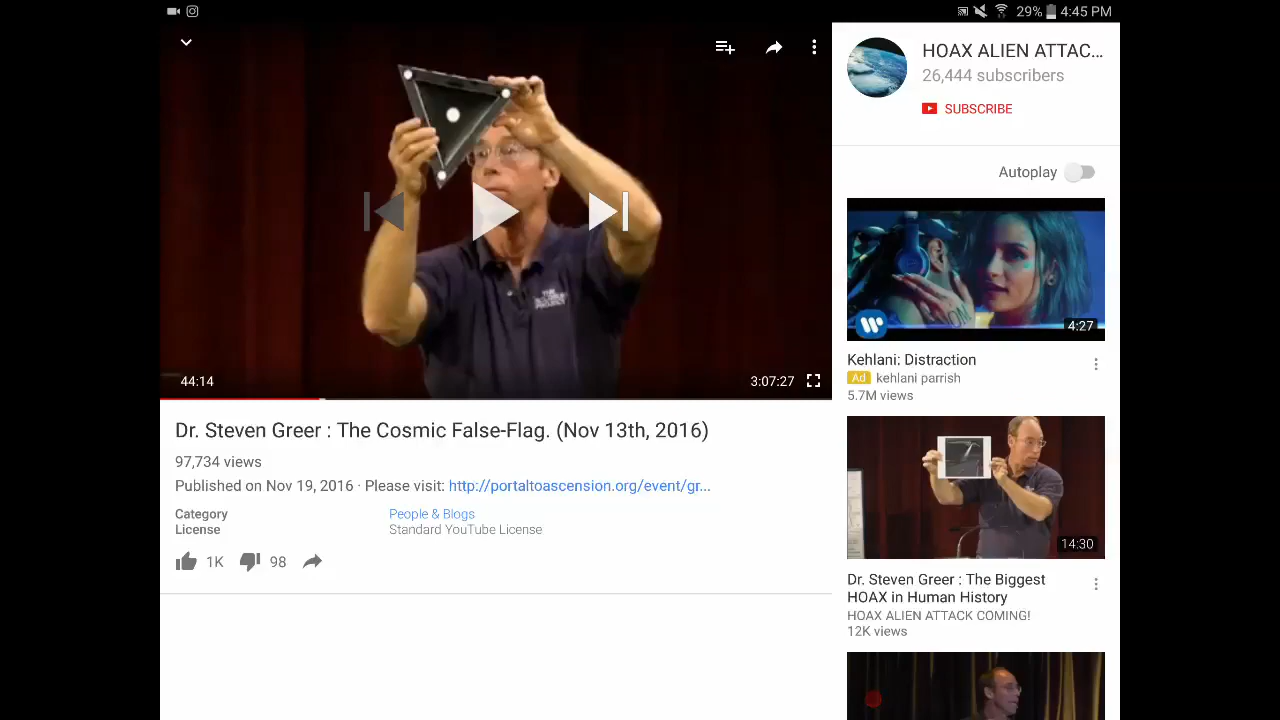 29% 4:45 PM
44:14
3:07:27
Dr. Steven Greer : The Cosmic False-Flag. (Nov 13th, 2016)
97,734 views
Published on Nov 19, 2016 · Please visit: http://portaltoascension.org/event/gr...
Category People & Blogs
License Standard YouTube License
1K 98
HOAX ALIEN ATTAC...
26,444 subscribers
SUBSCRIBE
Autoplay
4:27
Kehlani: Distraction
Ad kehlani parrish
5.7M views
14:30
Dr. Steven Greer : The Biggest
HOAX in Human History
HOAX ALIEN ATTACK COMING!
12K views